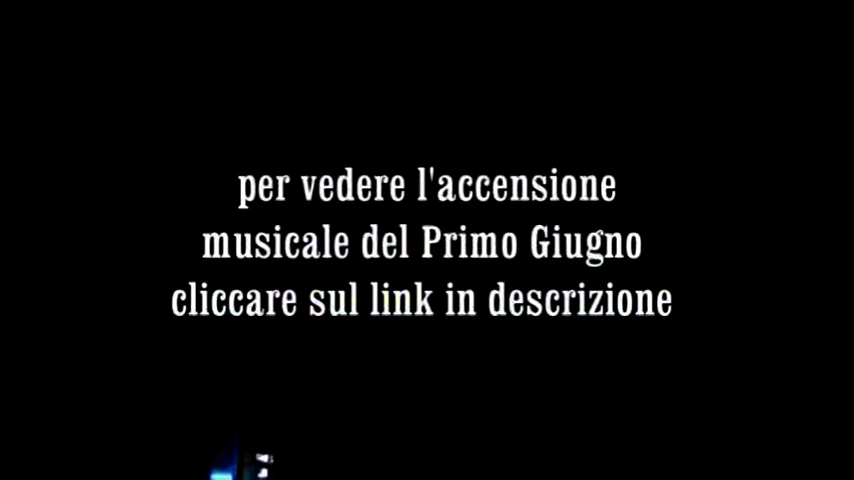 per vedere l'accensione
musicale del Primo Giugno
cliccare sul link in descrizione